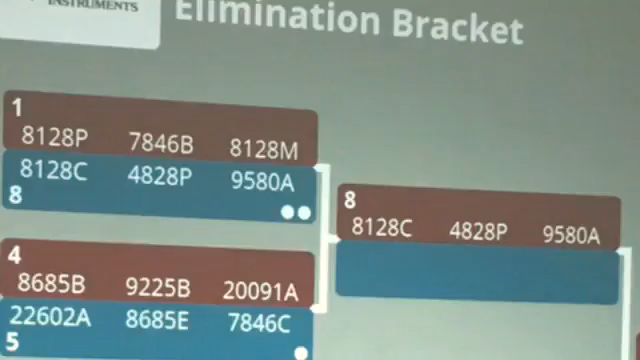 INSTRUMENTS
Elimination Bracket
1
8128P 7846B 8128M
8128C 4828P 9580A
8
4
8685B 9225B 20091A
22602A 8685E 7846C
5
8
8128C 4828P 9580A